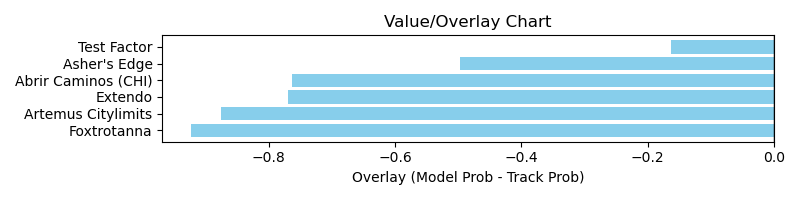 Value/Overlay Chart
Test Factor
Asher's Edge
Abrir Caminos (CHI)
Extendo
Artemus Citylimits
Foxtrotanna
−0.8 −0.6 −0.4 −0.2 0.0
Overlay (Model Prob - Track Prob)